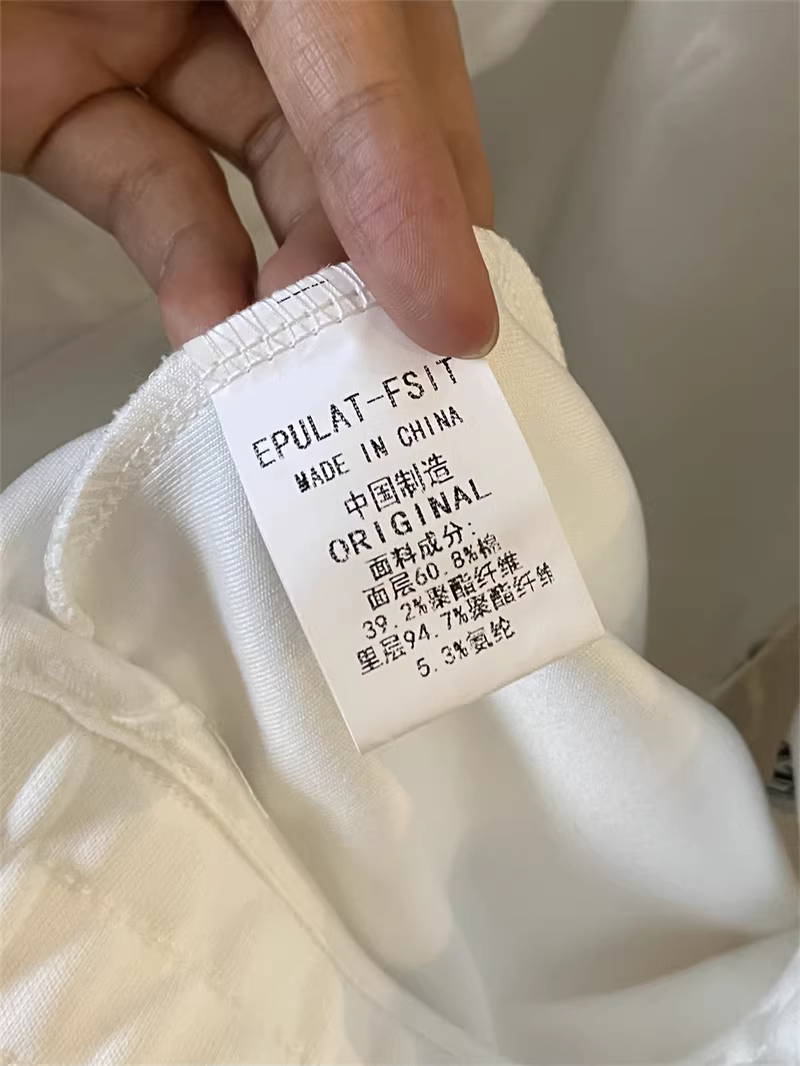 EPULAT-FSIT
MADE IN CHINA
中国制造
ORIGINAL
面料成分:
面层60.8%棉
39.2%聚酯纤维
里层94.7%聚酯纤维
5.3%氨纶